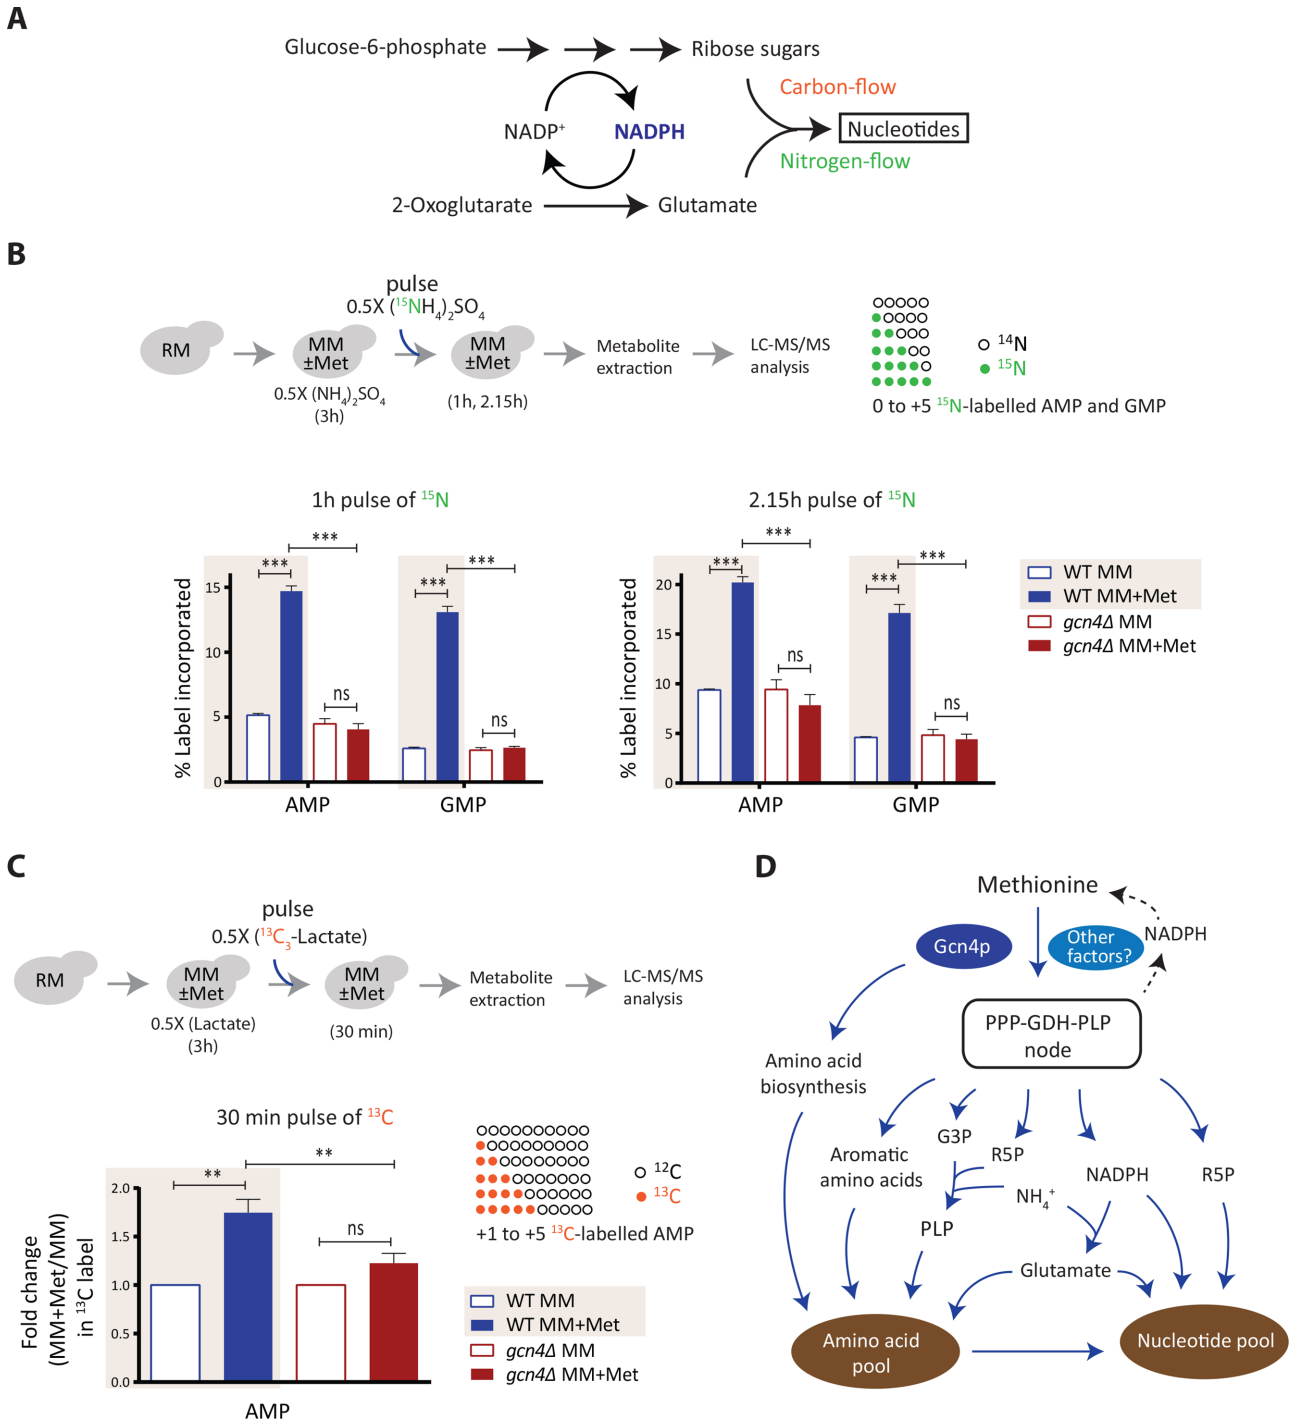 A
Glucose-6-phosphate
Ribose sugars
Carbon-flow
NADP+
NADPH
Nucleotides
Nitrogen-flow
2-Oxoglutarate
Glutamate
B
pulse
0.5X (15NH4)2SO4
RM
MM
±Met
MM
±Met
0.5X (NH4)2SO4
(3h)
(1h, 2.15h)
Metabolite
extraction
LC-MS/MS
analysis
14N
15N
0 to +5 15N-labelled AMP and GMP
1h pulse of 15N
% Label incorporated
15
10
5
0
***
***
ns
***
***
ns
AMP
GMP
2.15h pulse of 15N
% Label incorporated
20
15
10
5
0
***
***
ns
***
***
ns
AMP
GMP
WT MM
WT MM+Met
gcn4Δ MM
gcn4Δ MM+Met
C
pulse
0.5X (13C3-Lactate)
RM
MM
±Met
MM
±Met
0.5X (Lactate)
(3h)
(30 min)
Metabolite
extraction
LC-MS/MS
analysis
30 min pulse of 13C
Fold change
(MM+Met/MM)
in 13C label
2.0
1.5
1.0
0.5
0.0
**
**
ns
AMP
12C
13C
+1 to +5 13C-labelled AMP
WT MM
WT MM+Met
gcn4Δ MM
gcn4Δ MM+Met
D
Methionine
Gcn4p
Other
factors?
NADPH
PPP-GDH-PLP
node
Amino acid
biosynthesis
Aromatic
amino acids
G3P
R5P
NH4+
NADPH
R5P
PLP
Glutamate
Amino acid
pool
Nucleotide pool